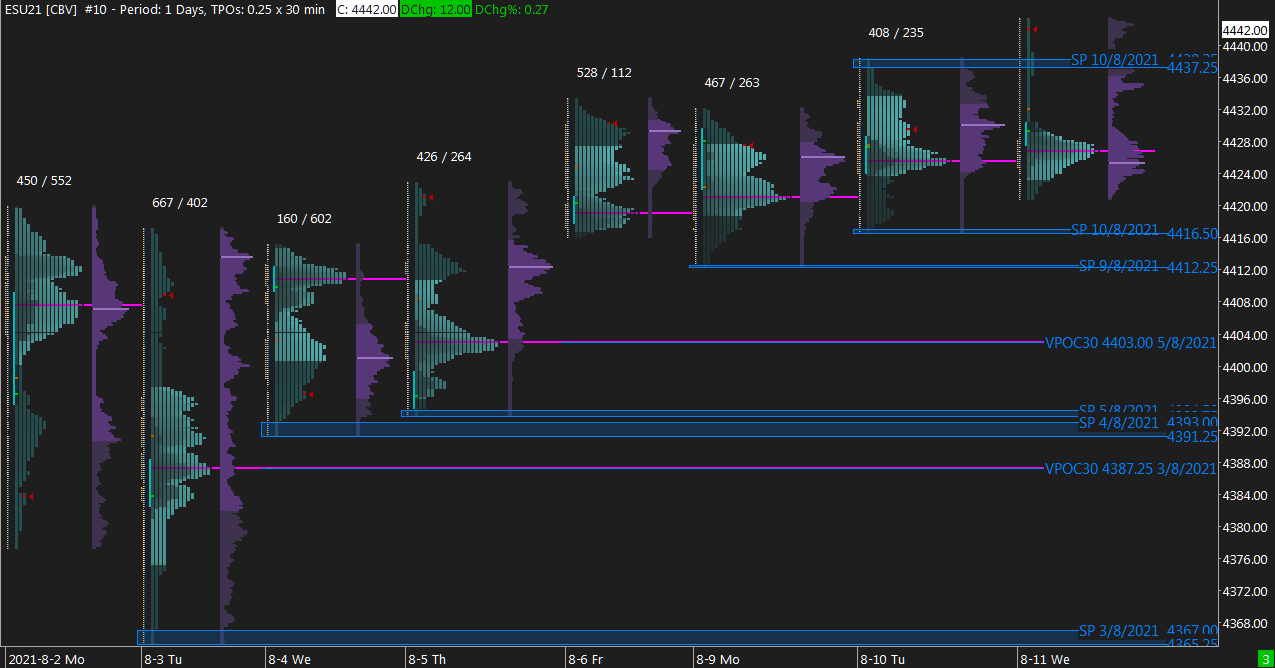 ESU21 [CBV] #10 - Period: 1 Days, TPOs: 0.25 x 30 min C: 4442.00 DChg: 12.00 DChg%: 0.27
450 / 552
667 / 402
160 / 602
426 / 264
528 / 112
467 / 263
408 / 235
4442.00
4440.00
SP 10/8/2021 4437.25
4436.00
4432.00
4428.00
4424.00
4420.00
SP 10/8/2021 4416.50
4416.00
SP 9/8/2021 4412.25
4412.00
4408.00
4404.00
VPOC30 4403.00 5/8/2021
4400.00
4396.00
SP 5/8/2021
SP 4/8/2021 4393.00
4392.00
4391.25
4388.00
VPOC30 4387.25 3/8/2021
4384.00
4380.00
4376.00
4372.00
4368.00
SP 3/8/2021 4367.00
4365.25
2021-8-2 Mo 8-3 Tu 8-4 We 8-5 Th 8-6 Fr 8-9 Mo 8-10 Tu 8-11 We 3